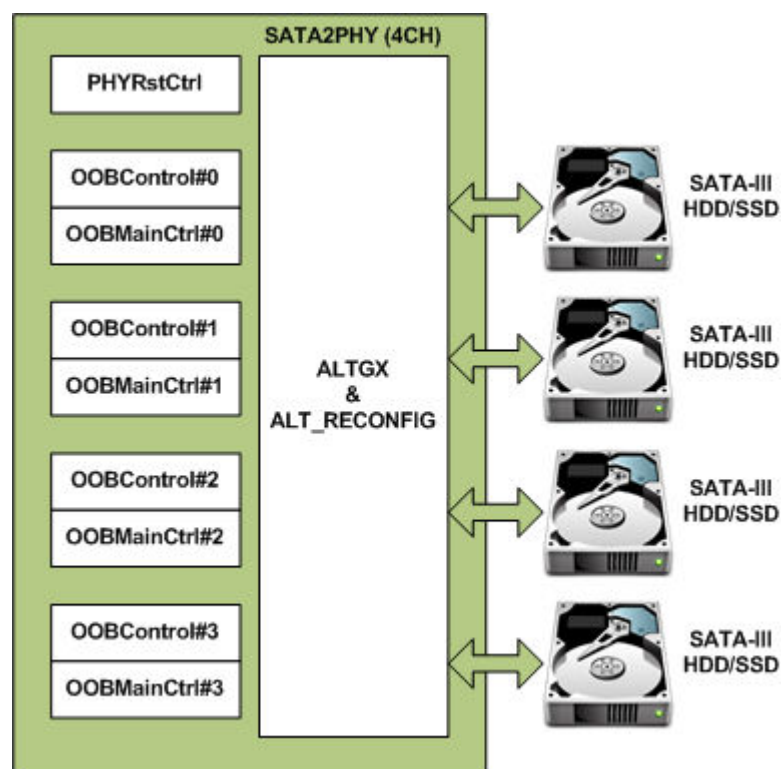 SATA2PHY (4CH)
PHYRstCtrl
OOBControl#0
OOBMainCtrl#0
OOBControl#1
OOBMainCtrl#1
OOBControl#2
OOBMainCtrl#2
OOBControl#3
OOBMainCtrl#3
ALTGX
&
ALT_RECONFIG
SATA-III
HDD/SSD
SATA-III
HDD/SSD
SATA-III
HDD/SSD
SATA-III
HDD/SSD